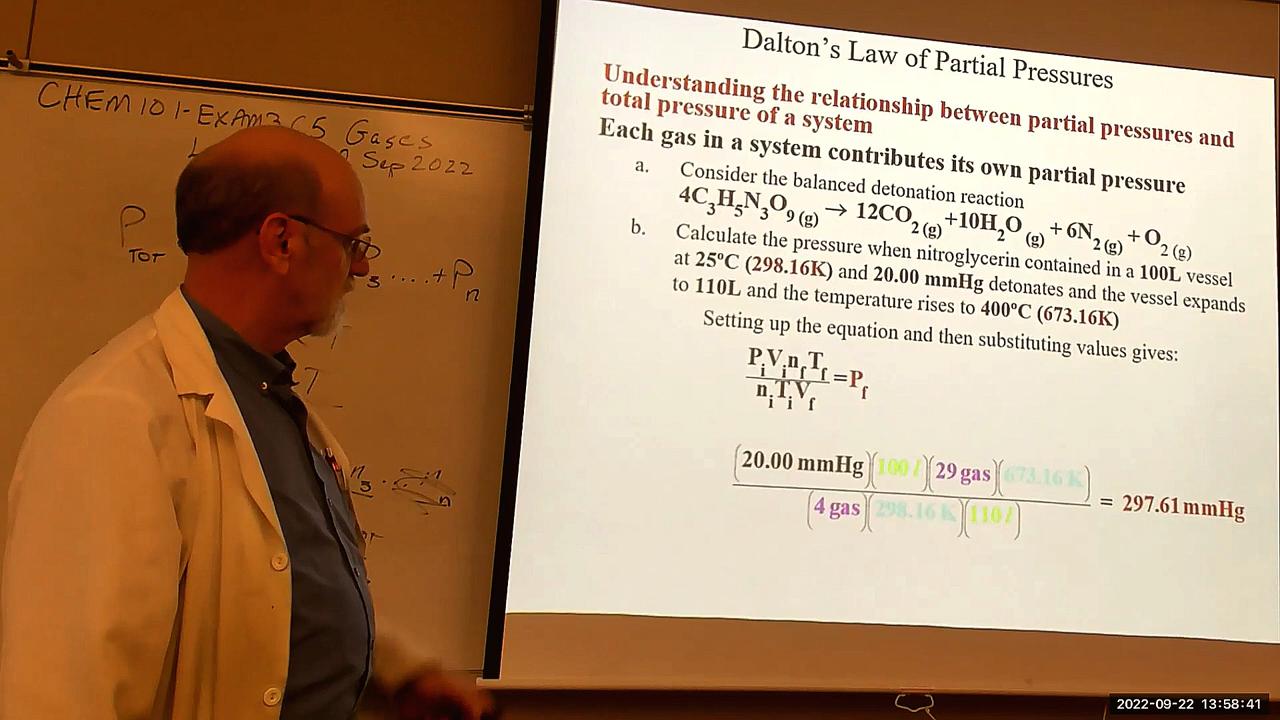 CHEM 101-EXAM3 C5 Gases
Sep 2022
P TOT
3 ....+P n
Dalton's Law of Partial Pressures
Understanding the relationship between partial pressures and
total pressure of a system
Each gas in a system contributes its own partial pressure
a. Consider the balanced detonation reaction
4C3H5N3O9 (g) → 12CO2 (g) +10H2O (g) + 6N2 (g) + O2 (g)
b. Calculate the pressure when nitroglycerin contained in a 100L vessel
at 25ºC (298.16K) and 20.00 mmHg detonates and the vessel expands
to 110L and the temperature rises to 400ºC (673.16K)
Setting up the equation and then substituting values gives:
PiVinfTf
=Pf
niTiVf
(20.00 mmHg)(100 l)(29 gas)(673.16 K)
= 297.61 mmHg
(4 gas)(298.16 K)(110 l)
2022-09-22 13:58:41